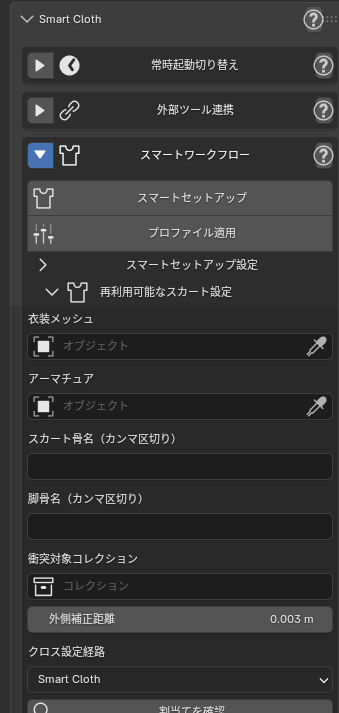 Smart Cloth
常時起動切り替え
外部ツール連携
スマートワークフロー
スマートセットアップ
プロファイル適用
スマートセットアップ設定
再利用可能なスカート設定
衣装メッシュ
オブジェクト
アーマチュア
オブジェクト
スカート骨名（カンマ区切り）
脚骨名（カンマ区切り）
衝突対象コレクション
コレクション
外側補正距離 0.003 m
クロス設定経路
Smart Cloth
割当てを確認